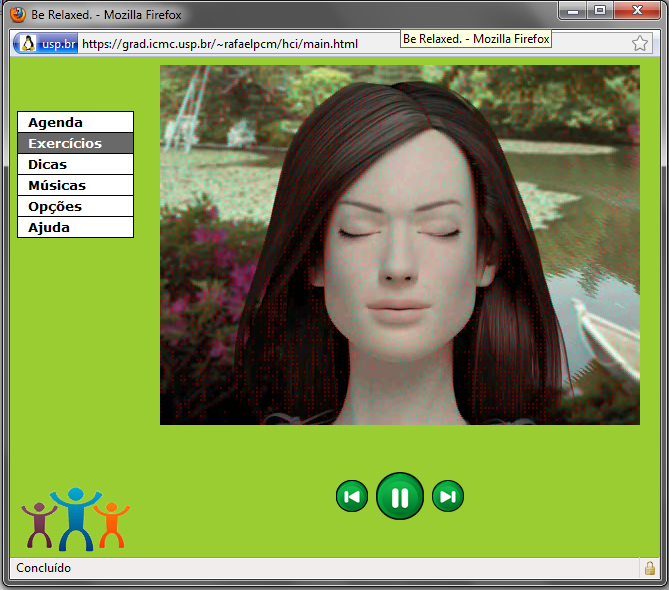 Be Relaxed. - Mozilla Firefox
usp.br https://grad.icmc.usp.br/~rafaelpcm/hci/main.html
Be Relaxed. - Mozilla Firefox
Agenda
Exercícios
Dicas
Músicas
Opções
Ajuda
Concluído